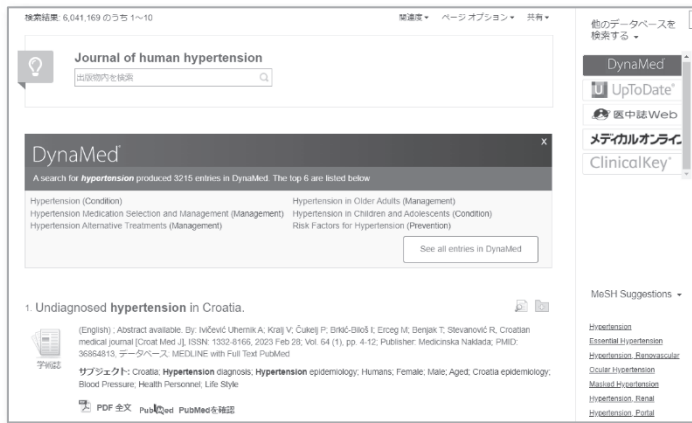 検索結果: 6,041,169 のうち 1～10
関連度 ページ オプション 共有
Journal of human hypertension
出版物内を検索
DynaMed
X
A search for hypertension produced 3215 entries in DynaMed. The top 6 are listed below
Hypertension (Condition)
Hypertension Medication Selection and Management (Management)
Hypertension Alternative Treatments (Management)
Hypertension in Older Adults (Management)
Hypertension in Children and Adolescents (Condition)
Risk Factors for Hypertension (Prevention)
See all entries in DynaMed
1. Undiagnosed hypertension in Croatia.
(English) ; Abstract available. By: Ivičević Uhernik A; Kralj V; Čukelj P; Brkić-Biloš I; Erceg M; Benjak T; Stevanović R, Croatian
medical journal [Croat Med J], ISSN: 1332-8166, 2023 Feb 28; Vol. 64 (1), pp. 4-12; Publisher: Medicinska Naklada; PMID:
36864813, データベース: MEDLINE with Full Text PubMed
学術誌
サブジェクト: Croatia; Hypertension diagnosis; Hypertension epidemiology; Humans; Female; Male; Aged; Croatia epidemiology;
Blood Pressure; Health Personnel; Life Style
PDF 全文 PubMed PubMedを確認
他のデータベースを
検索する
DynaMed
UpToDate
医中誌Web
メディカルオンライン
ClinicalKey
MeSH Suggestions
Hypertension
Essential Hypertension
Hypertension, Renovascular
Ocular Hypertension
Masked Hypertension
Hypertension, Renal
Hypertension, Portal